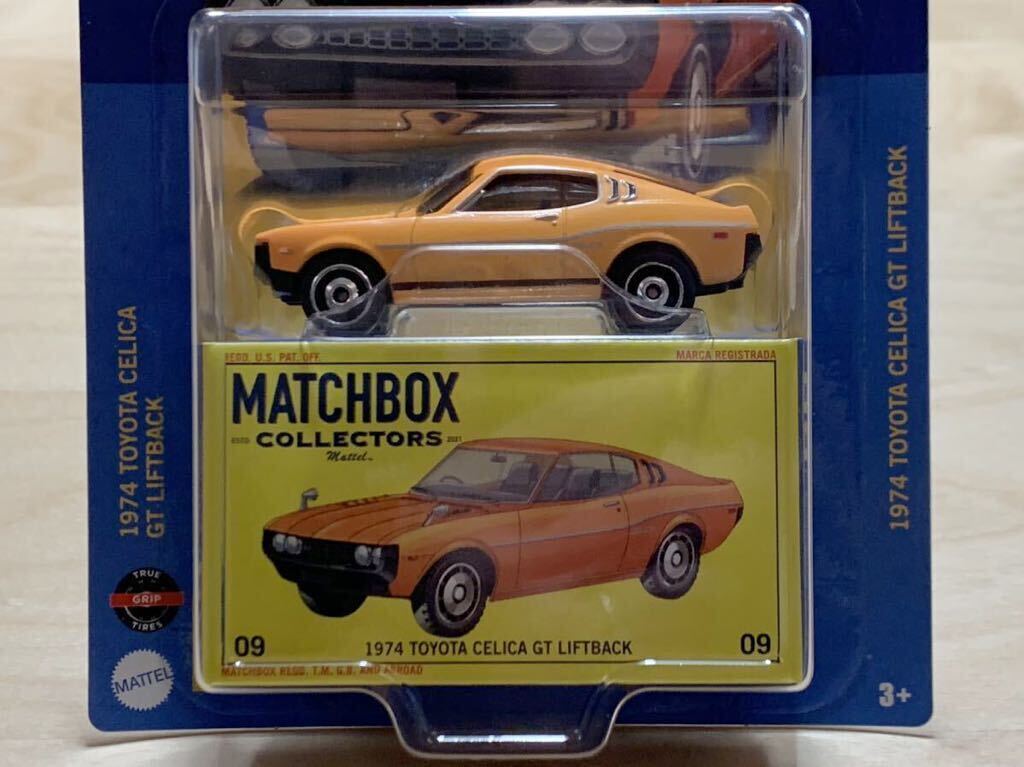 1974 TOYOTA CELICA
GT LIFTBACK
1974 TOYOTA CELICA GT LIFTBACK
REGD. U.S. PAT. OFF.
MARCA REGISTRADA
MATCHBOX
ESTD. COLLECTORS 2021
Mattel™
09
1974 TOYOTA CELICA GT LIFTBACK
09
MATCHBOX REGD. T.M. G.B. AND ABROAD
TRUE
GRIP
TIRES
MATTEL
3+